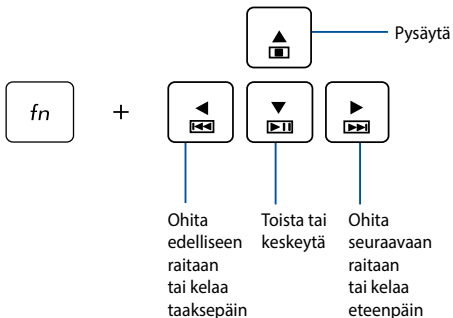 Pysäytä
fn
+
Ohita
edelliseen
raitaan
tai kelaa
taaksepäin
Toista tai
keskeytä
Ohita
seuraavaan
raitaan
tai kelaa
eteenpäin